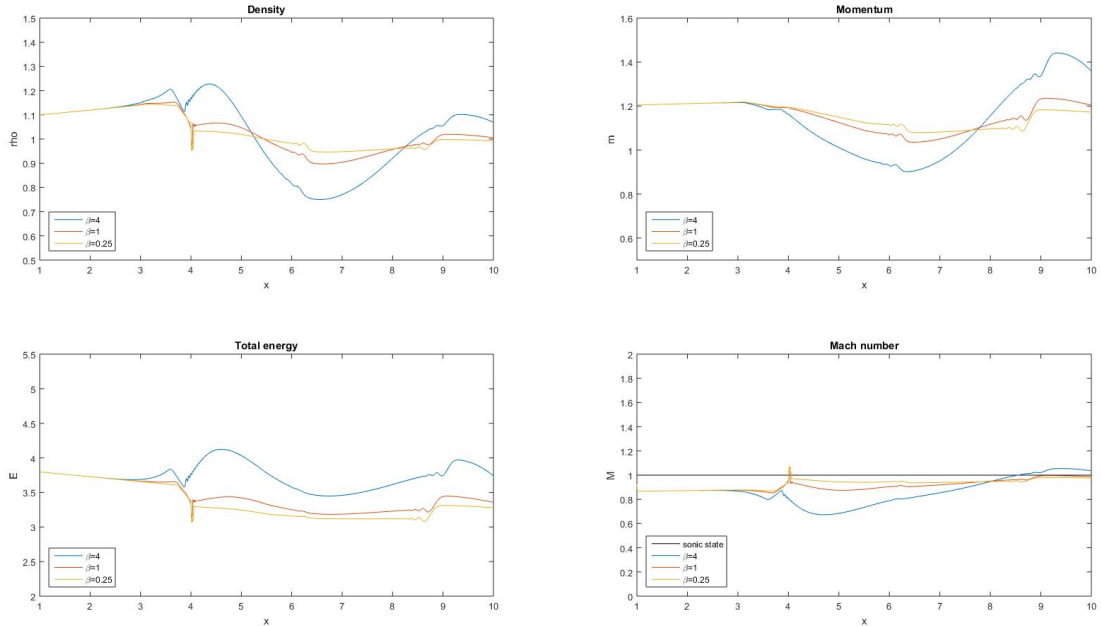 Density
1.5
1.4
1.3
1.2
1.1
1
0.9
0.8
0.7
0.6
0.5
rho
β=4
β=1
β=0.25
1 2 3 4 5 6 7 8 9 10
x
Momentum
1.6
1.4
1.2
1
0.8
0.6
m
β=4
β=1
β=0.25
1 2 3 4 5 6 7 8 9 10
x
Total energy
5.5
5
4.5
4
3.5
3
2.5
2
E
β=4
β=1
β=0.25
1 2 3 4 5 6 7 8 9 10
x
Mach number
2
1.8
1.6
1.4
1.2
1
0.8
0.6
0.4
0.2
0
M
sonic state
β=4
β=1
β=0.25
1 2 3 4 5 6 7 8 9 10
x